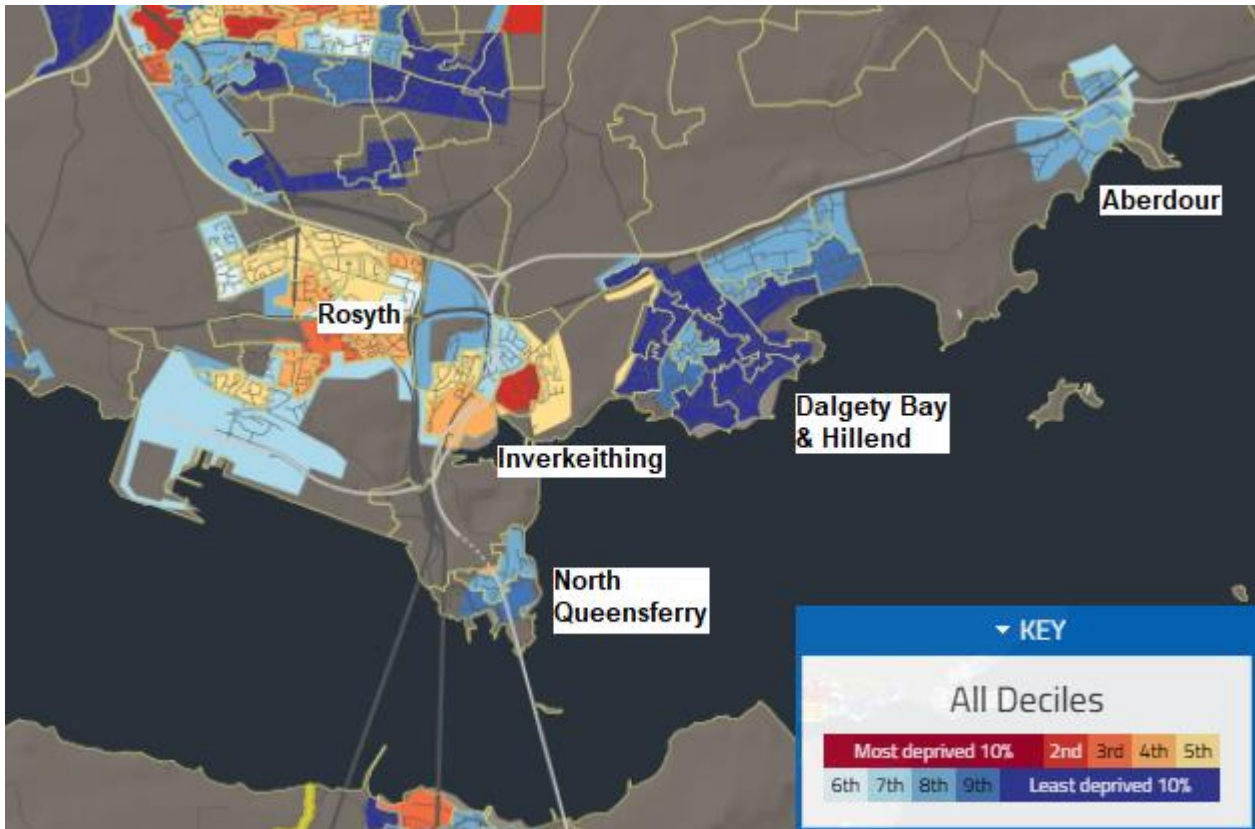 Aberdour
Rosyth
Dalgety Bay
& Hillend
Inverkeithing
North
Queensferry
KEY
All Deciles
Most deprived 10% 2nd 3rd 4th 5th
6th 7th 8th 9th Least deprived 10%